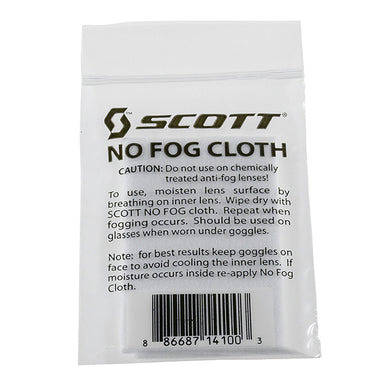 SCOTT®
NO FOG CLOTH
CAUTION: Do not use on chemically
treated anti-fog lenses!
To use, moisten lens surface by
breathing on inner lens. Wipe dry with
SCOTT NO FOG cloth. Repeat when
fogging occurs. Should be used on
glasses when worn under goggles.
Note: for best results keep goggles on
face to avoid cooling the inner lens. If
moisture occurs inside re-apply No Fog
Cloth.
8 86687 14100 3